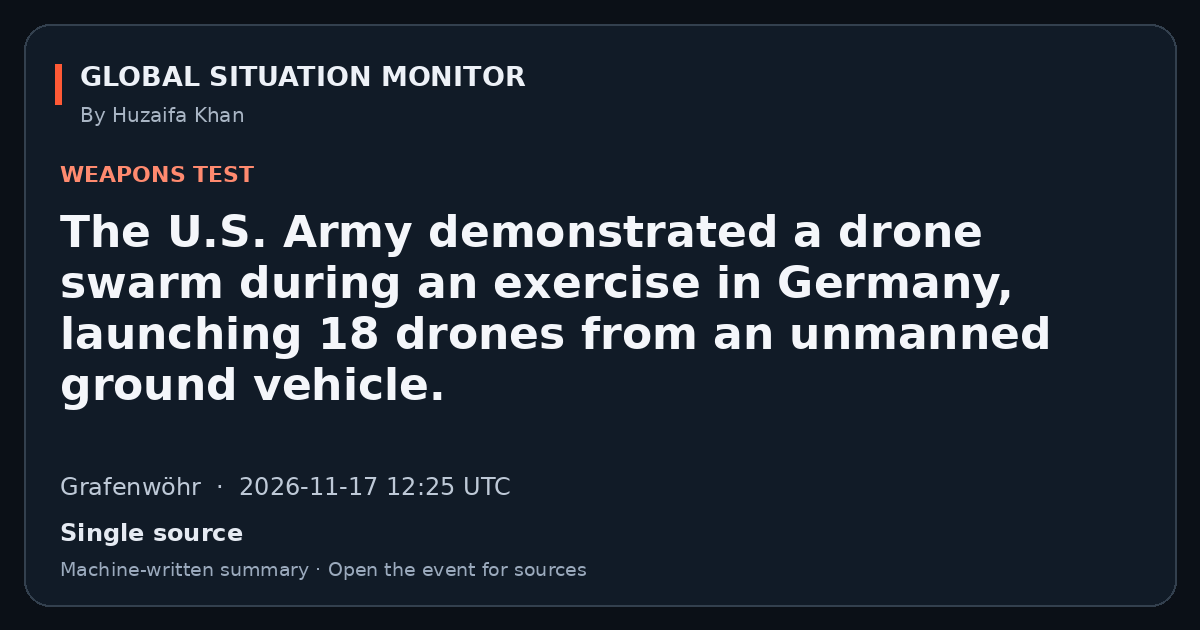 GLOBAL SITUATION MONITOR
By Huzaifa Khan
WEAPONS TEST
The U.S. Army demonstrated a drone
swarm during an exercise in Germany,
launching 18 drones from an unmanned
ground vehicle.
Grafenwöhr · 2026-11-17 12:25 UTC
Single source
Machine-written summary · Open the event for sources